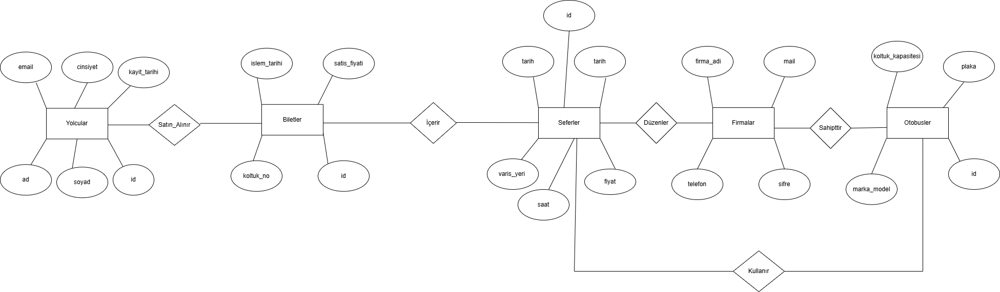 id
email
cinsiyet
kayit_tarihi
islem_tarihi
satis_fiyati
tarih
tarih
firma_adi
mail
koltuk_kapasitesi
plaka
Yolcular
Satın_Alınır
Biletler
İçerir
Seferler
Düzenler
Firmalar
Sahipttir
Otobusler
ad
soyad
id
koltuk_no
id
varis_yeri
saat
fiyat
telefon
sifre
marka_model
id
Kullanır